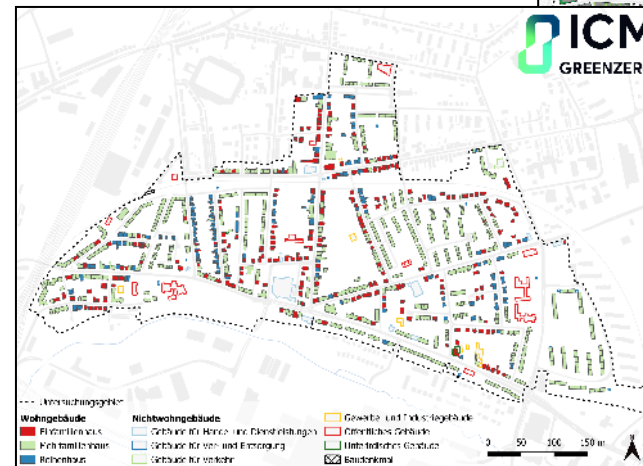 ICM
GREENZER
Untersuchungsgebiet
Wohngebäude
Einfamilienhaus
Mehrfamilienhaus
Reihenhaus
Nichtwohngebäude
Gebäude für Handel und Dienstleistungen
Gebäude für Ver- und Entsorgung
Gebäude für Verkehr
Gewerbe- und Industriegebäude
Öffentliches Gebäude
Unterirdisches Gebäude
Baudenkmal
0 50 100 150 m
N